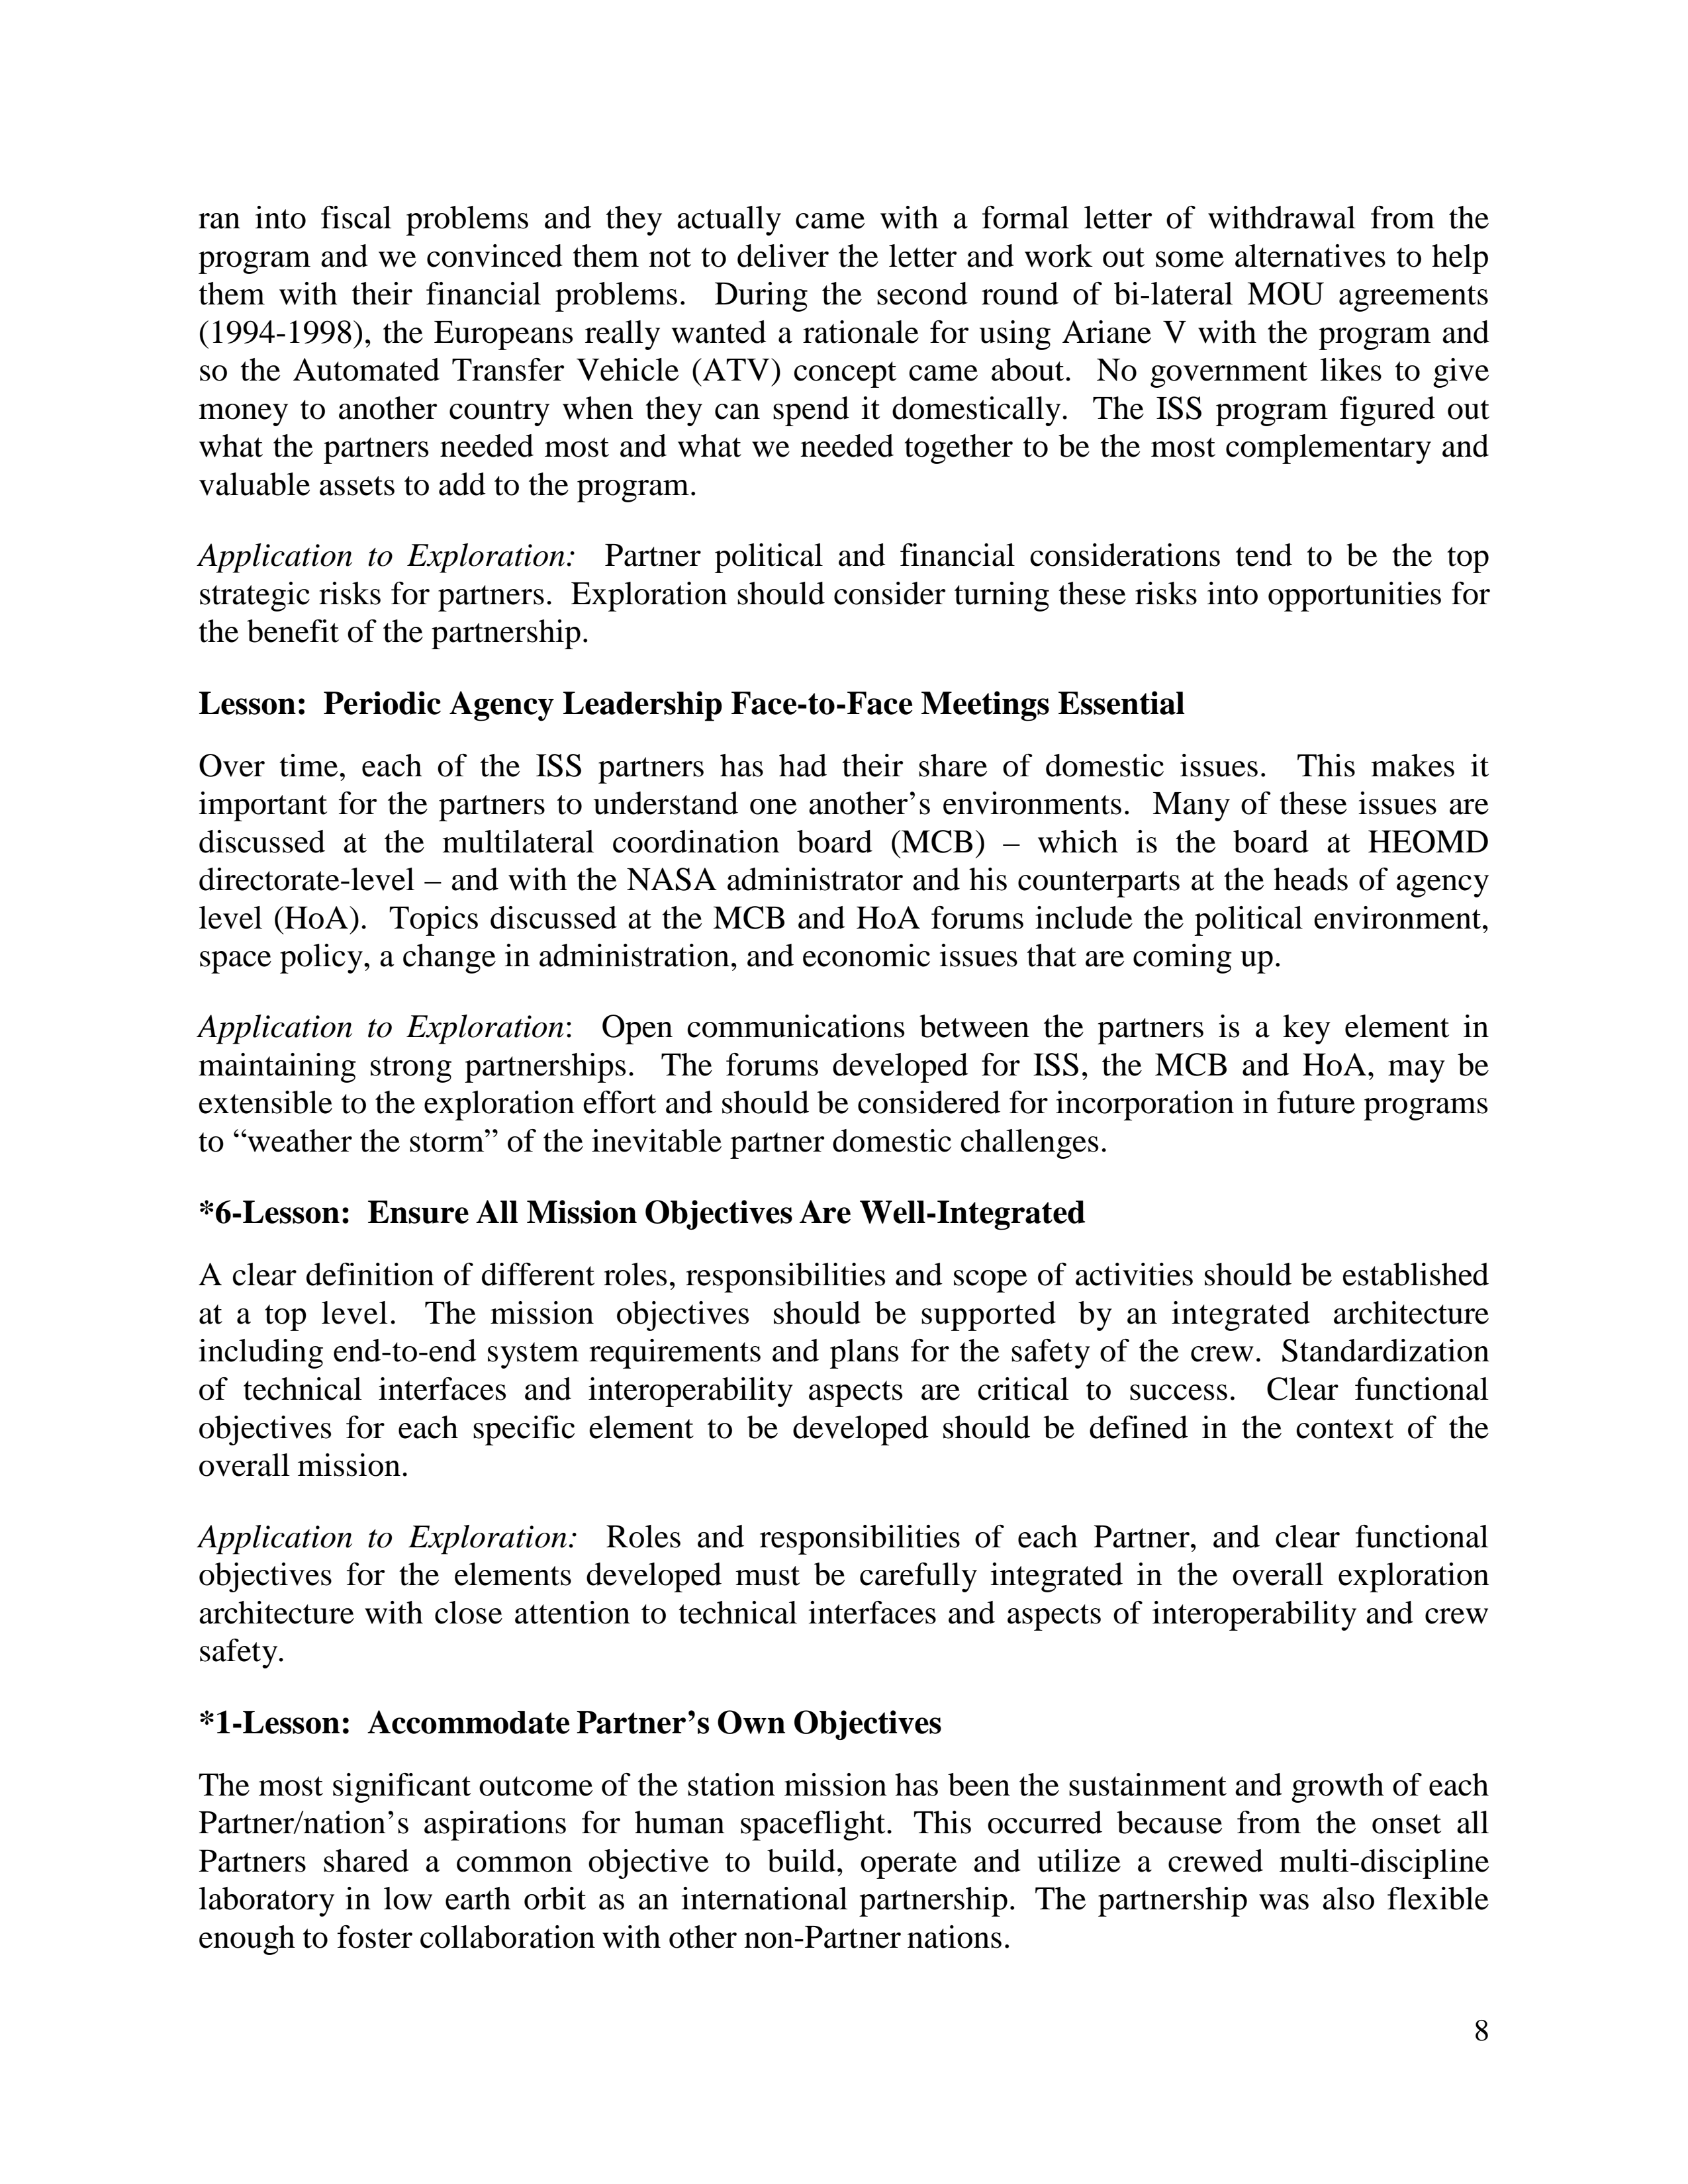 ran into fiscal problems and they actually came with a formal letter of withdrawal from the
program and we convinced them not to deliver the letter and work out some alternatives to help
them with their financial problems. During the second round of bi-lateral MOU agreements
(1994-1998), the Europeans really wanted a rationale for using Ariane V with the program and
so the Automated Transfer Vehicle (ATV) concept came about. No government likes to give
money to another country when they can spend it domestically. The ISS program figured out
what the partners needed most and what we needed together to be the most complementary and
valuable assets to add to the program.
Application to Exploration: Partner political and financial considerations tend to be the top
strategic risks for partners. Exploration should consider turning these risks into opportunities for
the benefit of the partnership.
Lesson: Periodic Agency Leadership Face-to-Face Meetings Essential
Over time, each of the ISS partners has had their share of domestic issues. This makes it
important for the partners to understand one another’s environments. Many of these issues are
discussed at the multilateral coordination board (MCB) – which is the board at HEOMD
directorate-level – and with the NASA administrator and his counterparts at the heads of agency
level (HoA). Topics discussed at the MCB and HoA forums include the political environment,
space policy, a change in administration, and economic issues that are coming up.
Application to Exploration: Open communications between the partners is a key element in
maintaining strong partnerships. The forums developed for ISS, the MCB and HoA, may be
extensible to the exploration effort and should be considered for incorporation in future programs
to “weather the storm” of the inevitable partner domestic challenges.
*6-Lesson: Ensure All Mission Objectives Are Well-Integrated
A clear definition of different roles, responsibilities and scope of activities should be established
at a top level. The mission objectives should be supported by an integrated architecture
including end-to-end system requirements and plans for the safety of the crew. Standardization
of technical interfaces and interoperability aspects are critical to success. Clear functional
objectives for each specific element to be developed should be defined in the context of the
overall mission.
Application to Exploration: Roles and responsibilities of each Partner, and clear functional
objectives for the elements developed must be carefully integrated in the overall exploration
architecture with close attention to technical interfaces and aspects of interoperability and crew
safety.
*1-Lesson: Accommodate Partner’s Own Objectives
The most significant outcome of the station mission has been the sustainment and growth of each
Partner/nation’s aspirations for human spaceflight. This occurred because from the onset all
Partners shared a common objective to build, operate and utilize a crewed multi-discipline
laboratory in low earth orbit as an international partnership. The partnership was also flexible
enough to foster collaboration with other non-Partner nations.
8